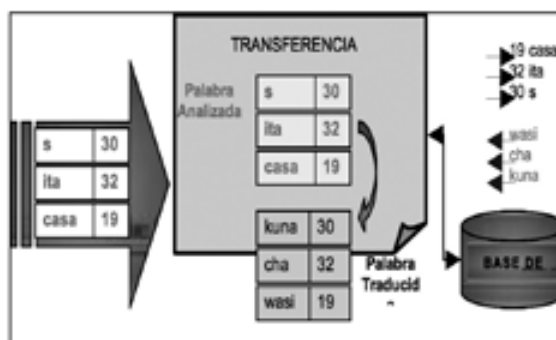 TRANSFERENCIA
Palabra
Analizada
s 30
ita 32
casa 19
s 30
ita 32
casa 19
kuna 30
cha 32
wasi 19
Palabra
Traducid
19 casa
32 ita
30 s
wasi
cha
kuna
BASE DE